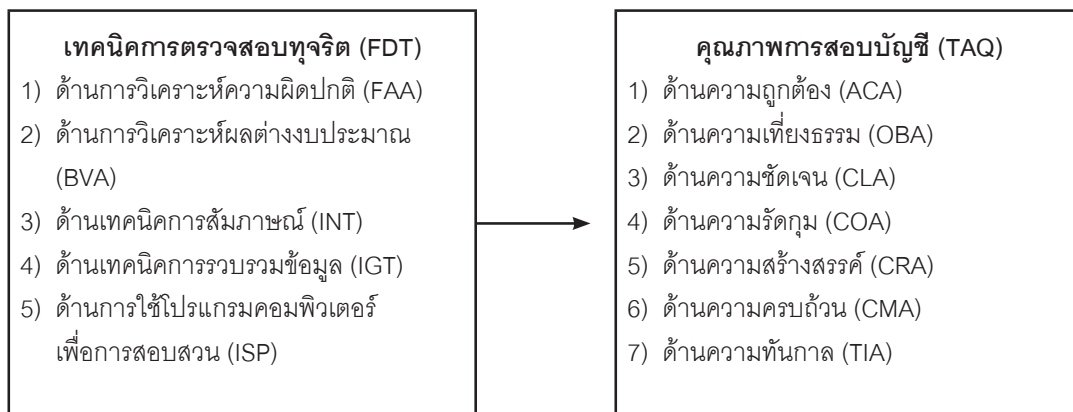 เทคนิคการตรวจสอบทุจริต (FDT)
1) ด้านการวิเคราะห์ความผิดปกติ (FAA)
2) ด้านการวิเคราะห์ผลต่างงบประมาณ
(BVA)
3) ด้านเทคนิคการสัมภาษณ์ (INT)
4) ด้านเทคนิคการรวบรวมข้อมูล (IGT)
5) ด้านการใช้โปรแกรมคอมพิวเตอร์
เพื่อการสอบสวน (ISP)
คุณภาพการสอบบัญชี (TAQ)
1) ด้านความถูกต้อง (ACA)
2) ด้านความเที่ยงธรรม (OBA)
3) ด้านความชัดเจน (CLA)
4) ด้านความรัดกุม (COA)
5) ด้านความสร้างสรรค์ (CRA)
6) ด้านความครบถ้วน (CMA)
7) ด้านความทันกาล (TIA)